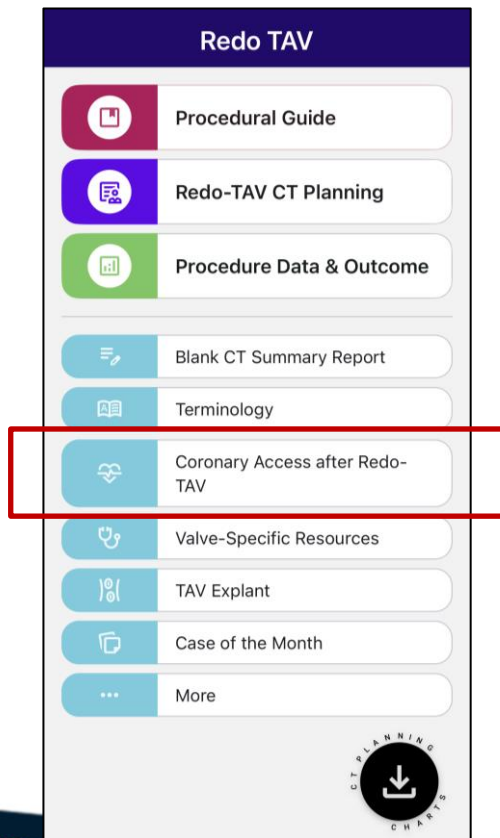 Redo TAV
Procedural Guide
Redo-TAV CT Planning
Procedure Data & Outcome
Blank CT Summary Report
Terminology
Coronary Access after Redo-
TAV
Valve-Specific Resources
TAV Explant
Case of the Month
More
CT PLANNING CHARTS